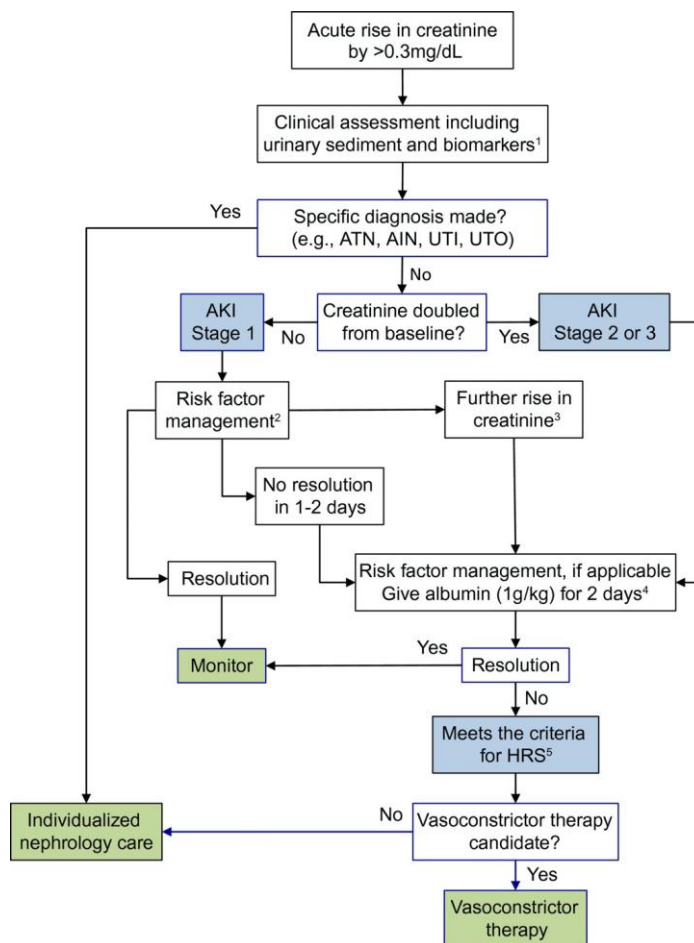 Acute rise in creatinine
by >0.3mg/dL
Clinical assessment including
urinary sediment and biomarkers¹
Yes
Specific diagnosis made?
(e.g., ATN, AIN, UTI, UTO)
No
AKI
Stage 1
No
Creatinine doubled
from baseline?
Yes
AKI
Stage 2 or 3
Risk factor
management²
Further rise in
creatinine³
No resolution
in 1-2 days
Resolution
Risk factor management, if applicable
Give albumin (1g/kg) for 2 days⁴
Monitor
Yes
Resolution
No
Meets the criteria
for HRS⁵
Individualized
nephrology care
No
Vasoconstrictor therapy
candidate?
Yes
Vasoconstrictor
therapy